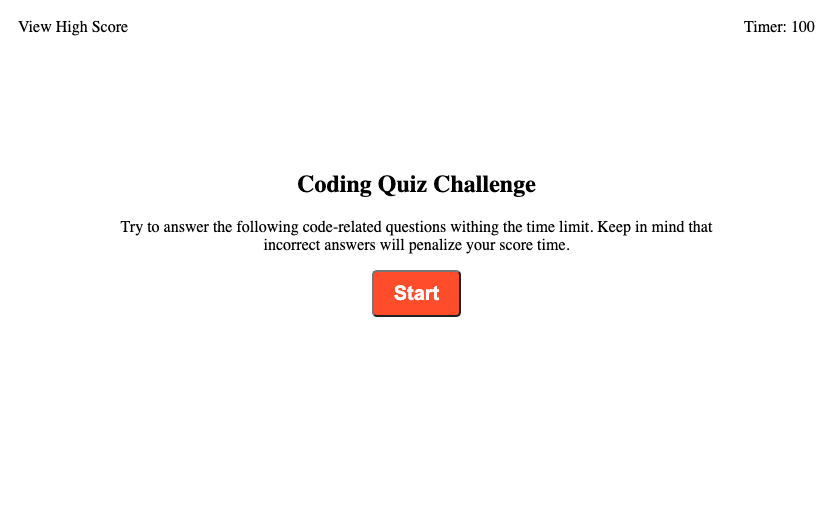 View High Score
Timer: 100
Coding Quiz Challenge
Try to answer the following code-related questions withing the time limit. Keep in mind that
incorrect answers will penalize your score time.
Start